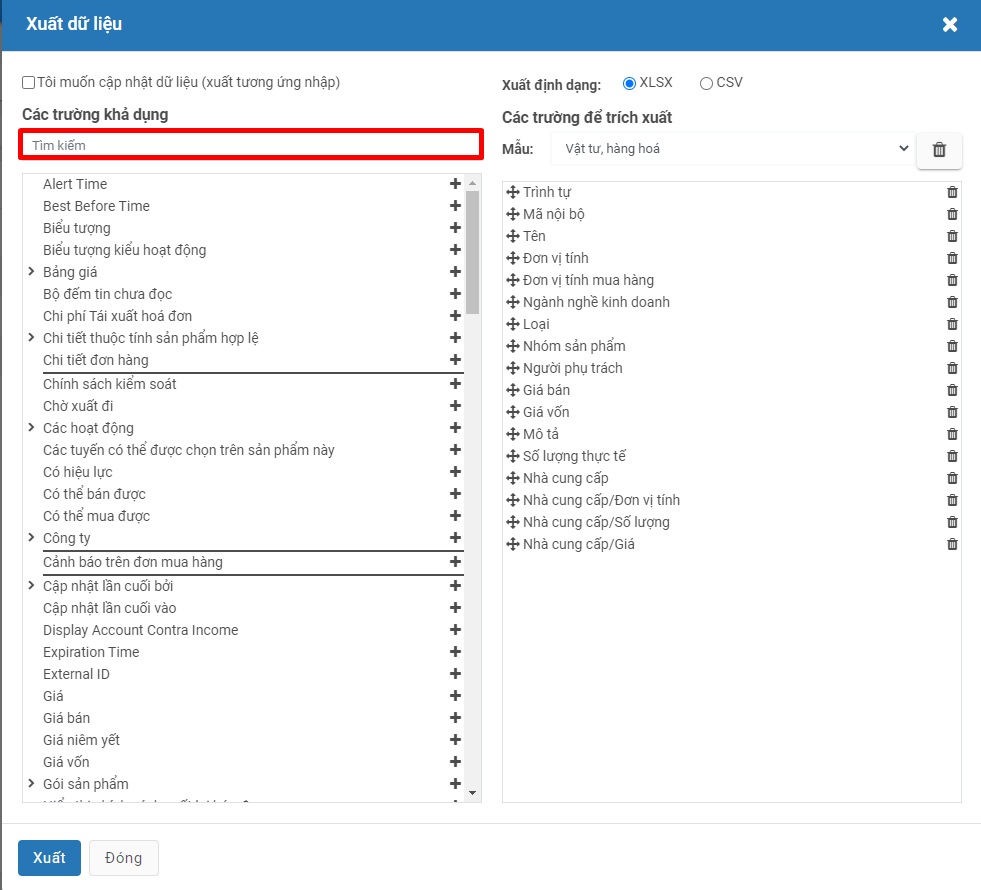 Xuất dữ liệu
Tôi muốn cập nhật dữ liệu (xuất tương ứng nhập)
Các trường khả dụng
Tìm kiếm
Alert Time
Best Before Time
Biểu tượng
Biểu tượng kiểu hoạt động
Bảng giá
Bộ đếm tin chưa đọc
Chi phí Tái xuất hoá đơn
Chi tiết thuộc tính sản phẩm hợp lệ
Chi tiết đơn hàng
Chính sách kiểm soát
Chờ xuất đi
Các hoạt động
Các tuyến có thể được chọn trên sản phẩm này
Có hiệu lực
Có thể bán được
Có thể mua được
Công ty
Cảnh báo trên đơn mua hàng
Cập nhật lần cuối bởi
Cập nhật lần cuối vào
Display Account Contra Income
Expiration Time
External ID
Giá
Giá bán
Giá niêm yết
Giá vốn
Gói sản phẩm
Xuất định dạng:
XLSX
CSV
Các trường để trích xuất
Mẫu:
Vật tư, hàng hoá
Trình tự
Mã nội bộ
Tên
Đơn vị tính
Đơn vị tính mua hàng
Ngành nghề kinh doanh
Loại
Nhóm sản phẩm
Người phụ trách
Giá bán
Giá vốn
Mô tả
Số lượng thực tế
Nhà cung cấp
Nhà cung cấp/Đơn vị tính
Nhà cung cấp/Số lượng
Nhà cung cấp/Giá
Xuất
Đóng